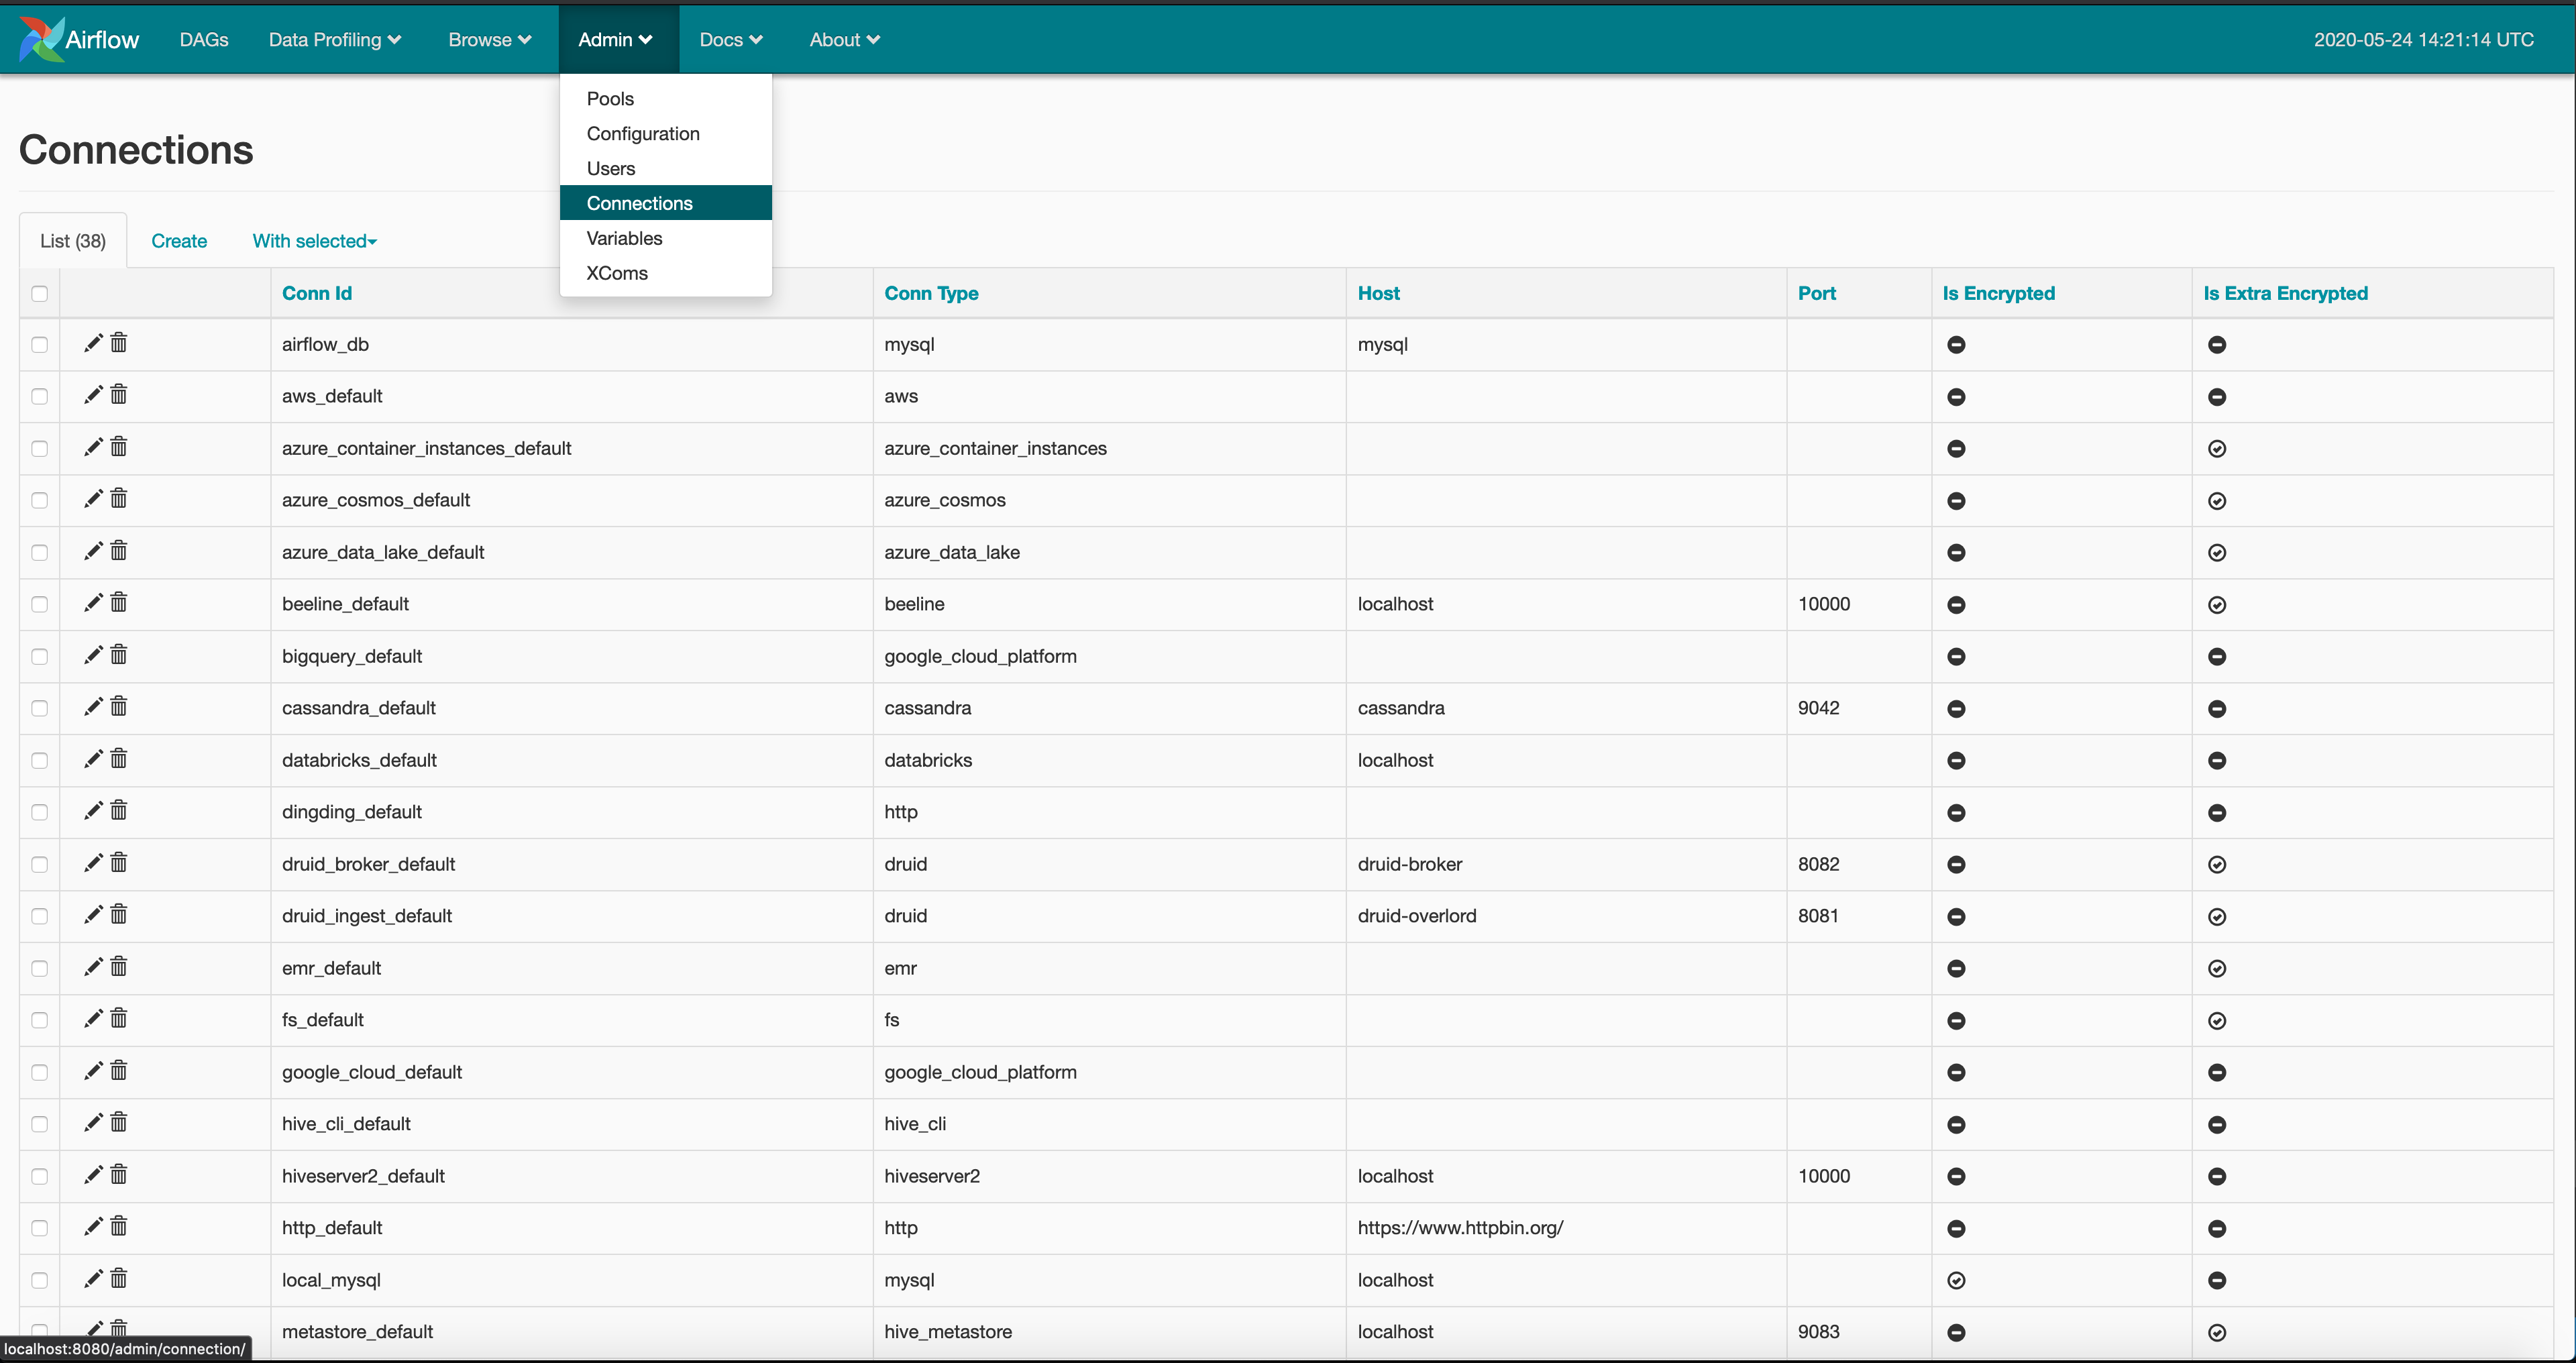 Airflow DAGs Data Profiling Browse Admin Docs About 2020-05-24 14:21:14 UTC
Pools
Configuration
Users
Connections
Variables
XComs
Connections
List (38) Create With selected
Conn Id Conn Type Host Port Is Encrypted Is Extra Encrypted
airflow_db mysql mysql
aws_default aws
azure_container_instances_default azure_container_instances
azure_cosmos_default azure_cosmos
azure_data_lake_default azure_data_lake
beeline_default beeline localhost 10000
bigquery_default google_cloud_platform
cassandra_default cassandra cassandra 9042
databricks_default databricks localhost
dingding_default http
druid_broker_default druid druid-broker 8082
druid_ingest_default druid druid-overlord 8081
emr_default emr
fs_default fs
google_cloud_default google_cloud_platform
hive_cli_default hive_cli
hiveserver2_default hiveserver2 localhost 10000
http_default http https://www.httpbin.org/
local_mysql mysql localhost
metastore_default hive_metastore localhost 9083
localhost:8080/admin/connection/